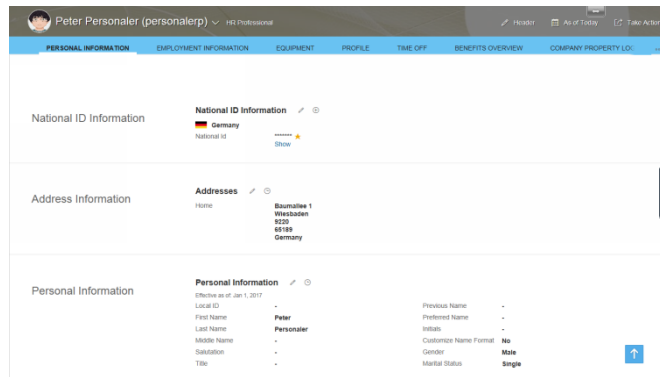 Peter Personaler (personalerp) HR Professional
Header As of Today Take Action
PERSONAL INFORMATION EMPLOYMENT INFORMATION EQUIPMENT PROFILE TIME OFF BENEFITS OVERVIEW COMPANY PROPERTY LOG ...
National ID Information
National ID Information
Germany
National Id ******* ★
Show
Address Information
Addresses
Home Baumallee 1
Wiesbaden
9220
65189
Germany
Personal Information
Personal Information
Effective as of: Jan 1, 2017
Local ID - Previous Name -
First Name Peter Preferred Name -
Last Name Personaler Initials -
Middle Name - Customize Name Format No
Salutation - Gender Male
Title - Marital Status Single